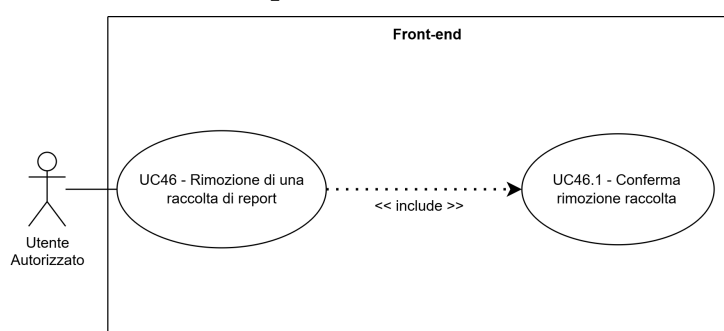 Front-end
UC46 - Rimozione di una
raccolta di report
<< include >>
UC46.1 - Conferma
rimozione raccolta
Utente
Autorizzato